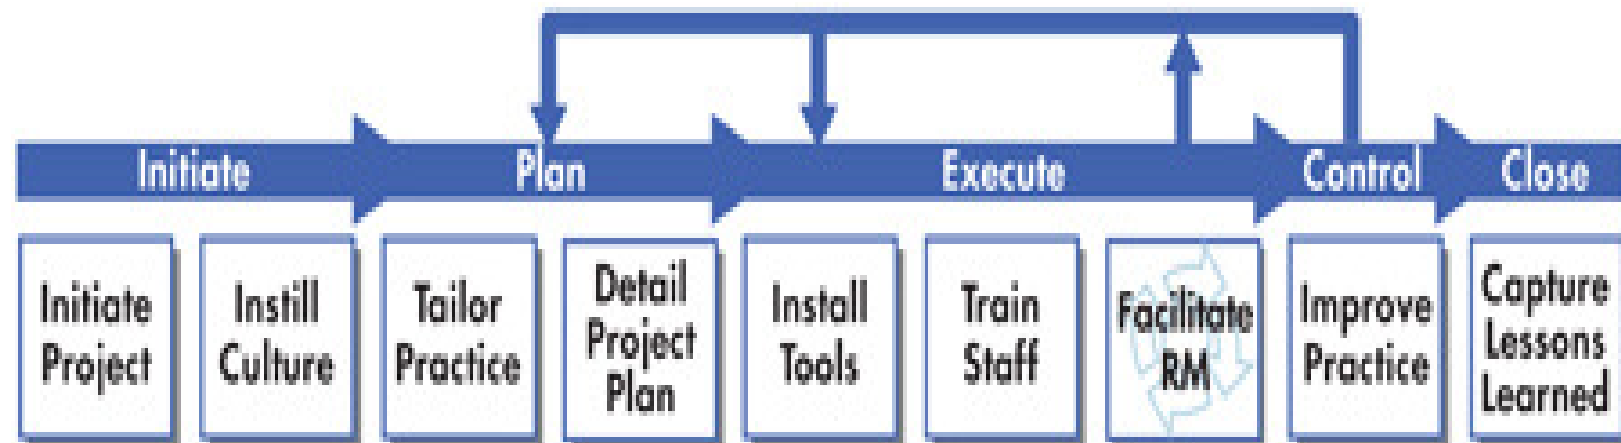 Initiate Plan Execute Control Close
Initiate
Project
Instill
Culture
Tailor
Practice
Detail
Project
Plan
Install
Tools
Train
Staff
Facilitate
RM
Improve
Practice
Capture
Lessons
Learned